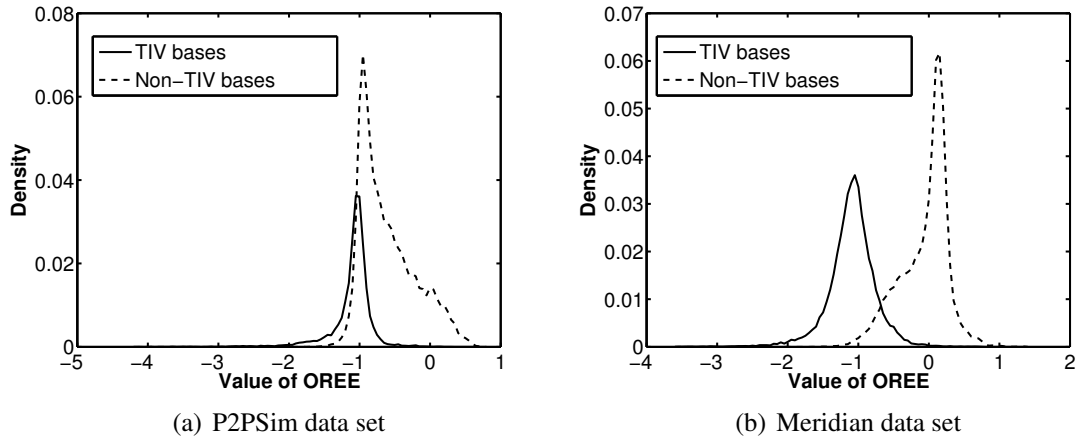 0.08
0.06
0.04
0.02
0
Density
TIV bases
Non−TIV bases
−5 −4 −3 −2 −1 0 1
Value of OREE
(a) P2PSim data set
0.07
0.06
0.05
0.04
0.03
0.02
0.01
0
Density
TIV bases
Non−TIV bases
−4 −3 −2 −1 0 1 2
Value of OREE
(b) Meridian data set